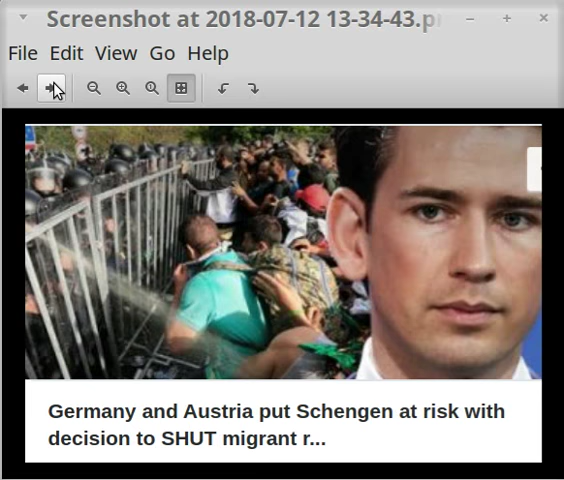 Screenshot at 2018-07-12 13-34-43.p
File Edit View Go Help
Germany and Austria put Schengen at risk with
decision to SHUT migrant r...